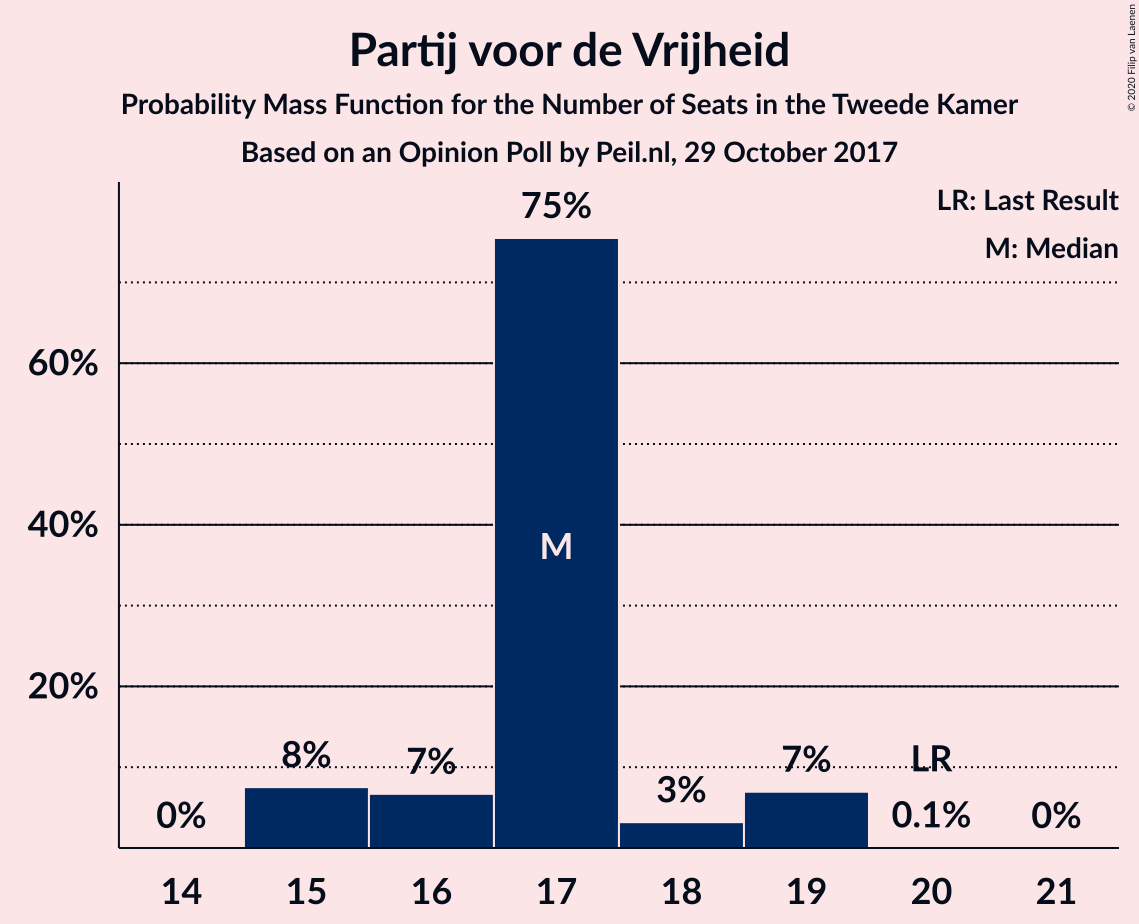 Partij voor de Vrijheid
Probability Mass Function for the Number of Seats in the Tweede Kamer
Based on an Opinion Poll by Peil.nl, 29 October 2017
© 2020 Filip van Laenen
LR: Last Result
M: Median
75%
60%
40%
20%
M
0%
8%
7%
3%
7%
LR
0.1%
0%
14 15 16 17 18 19 20 21